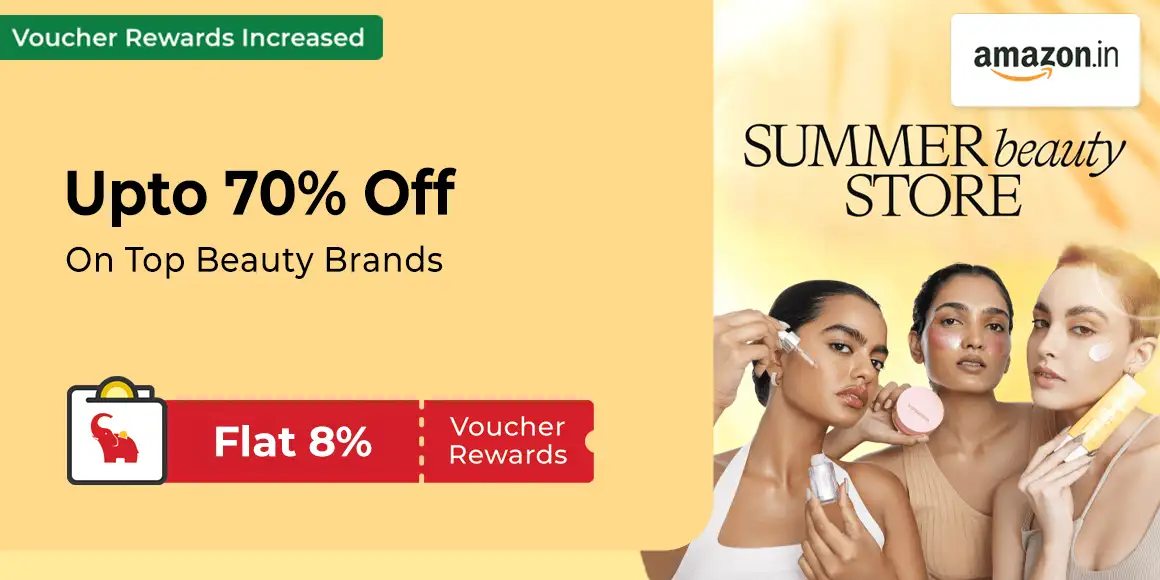 Voucher Rewards Increased
amazon.in
SUMMER beauty
STORE
Upto 70% Off
On Top Beauty Brands
Flat 8%
Voucher
Rewards